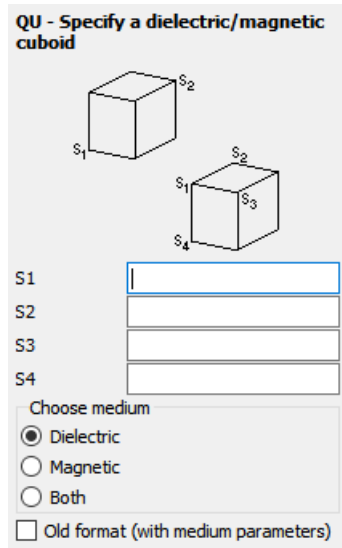 QU - Specify a dielectric/magnetic
cuboid
S2
S1
S2
S1
S3
S4
S1
S2
S3
S4
Choose medium
Dielectric
Magnetic
Both
Old format (with medium parameters)